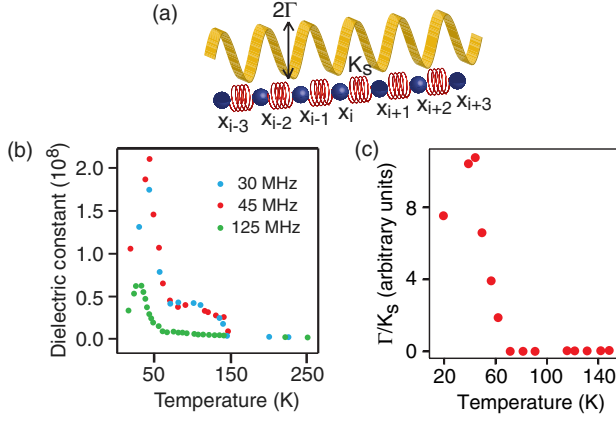 (a)
2Γ
K_S
x_{i-3} x_{i-2} x_{i-1} x_i x_{i+1} x_{i+2} x_{i+3}
(b)
Dielectric constant (10^8)
2.0
1.5
1.0
0.5
0.0
30 MHz
45 MHz
125 MHz
50 150 250
Temperature (K)
(c)
Γ/K_S (arbitrary units)
8
4
0
20 60 100 140
Temperature (K)